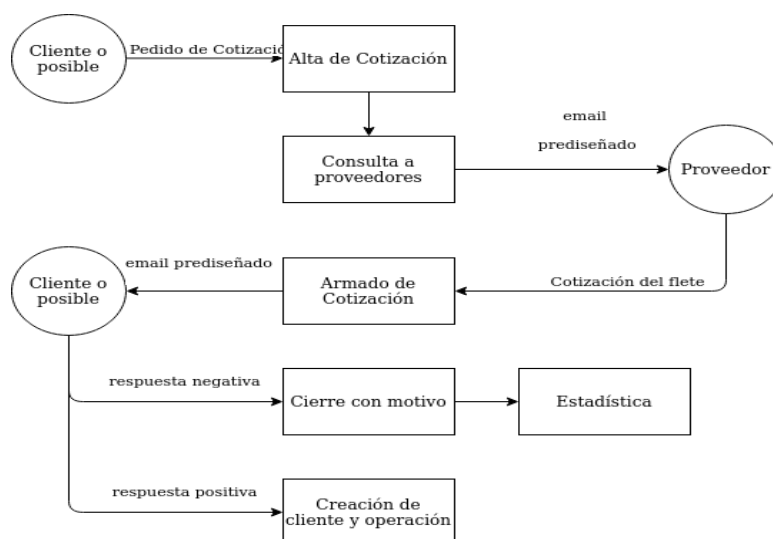 Cliente o
posible
Pedido de Cotizació
Alta de Cotización
email
prediseñado
Consulta a
proveedores
Proveedor
Cliente o
posible
email prediseñado
Armado de
Cotización
Cotización del flete
respuesta negativa
Cierre con motivo
Estadística
respuesta positiva
Creación de
cliente y operación